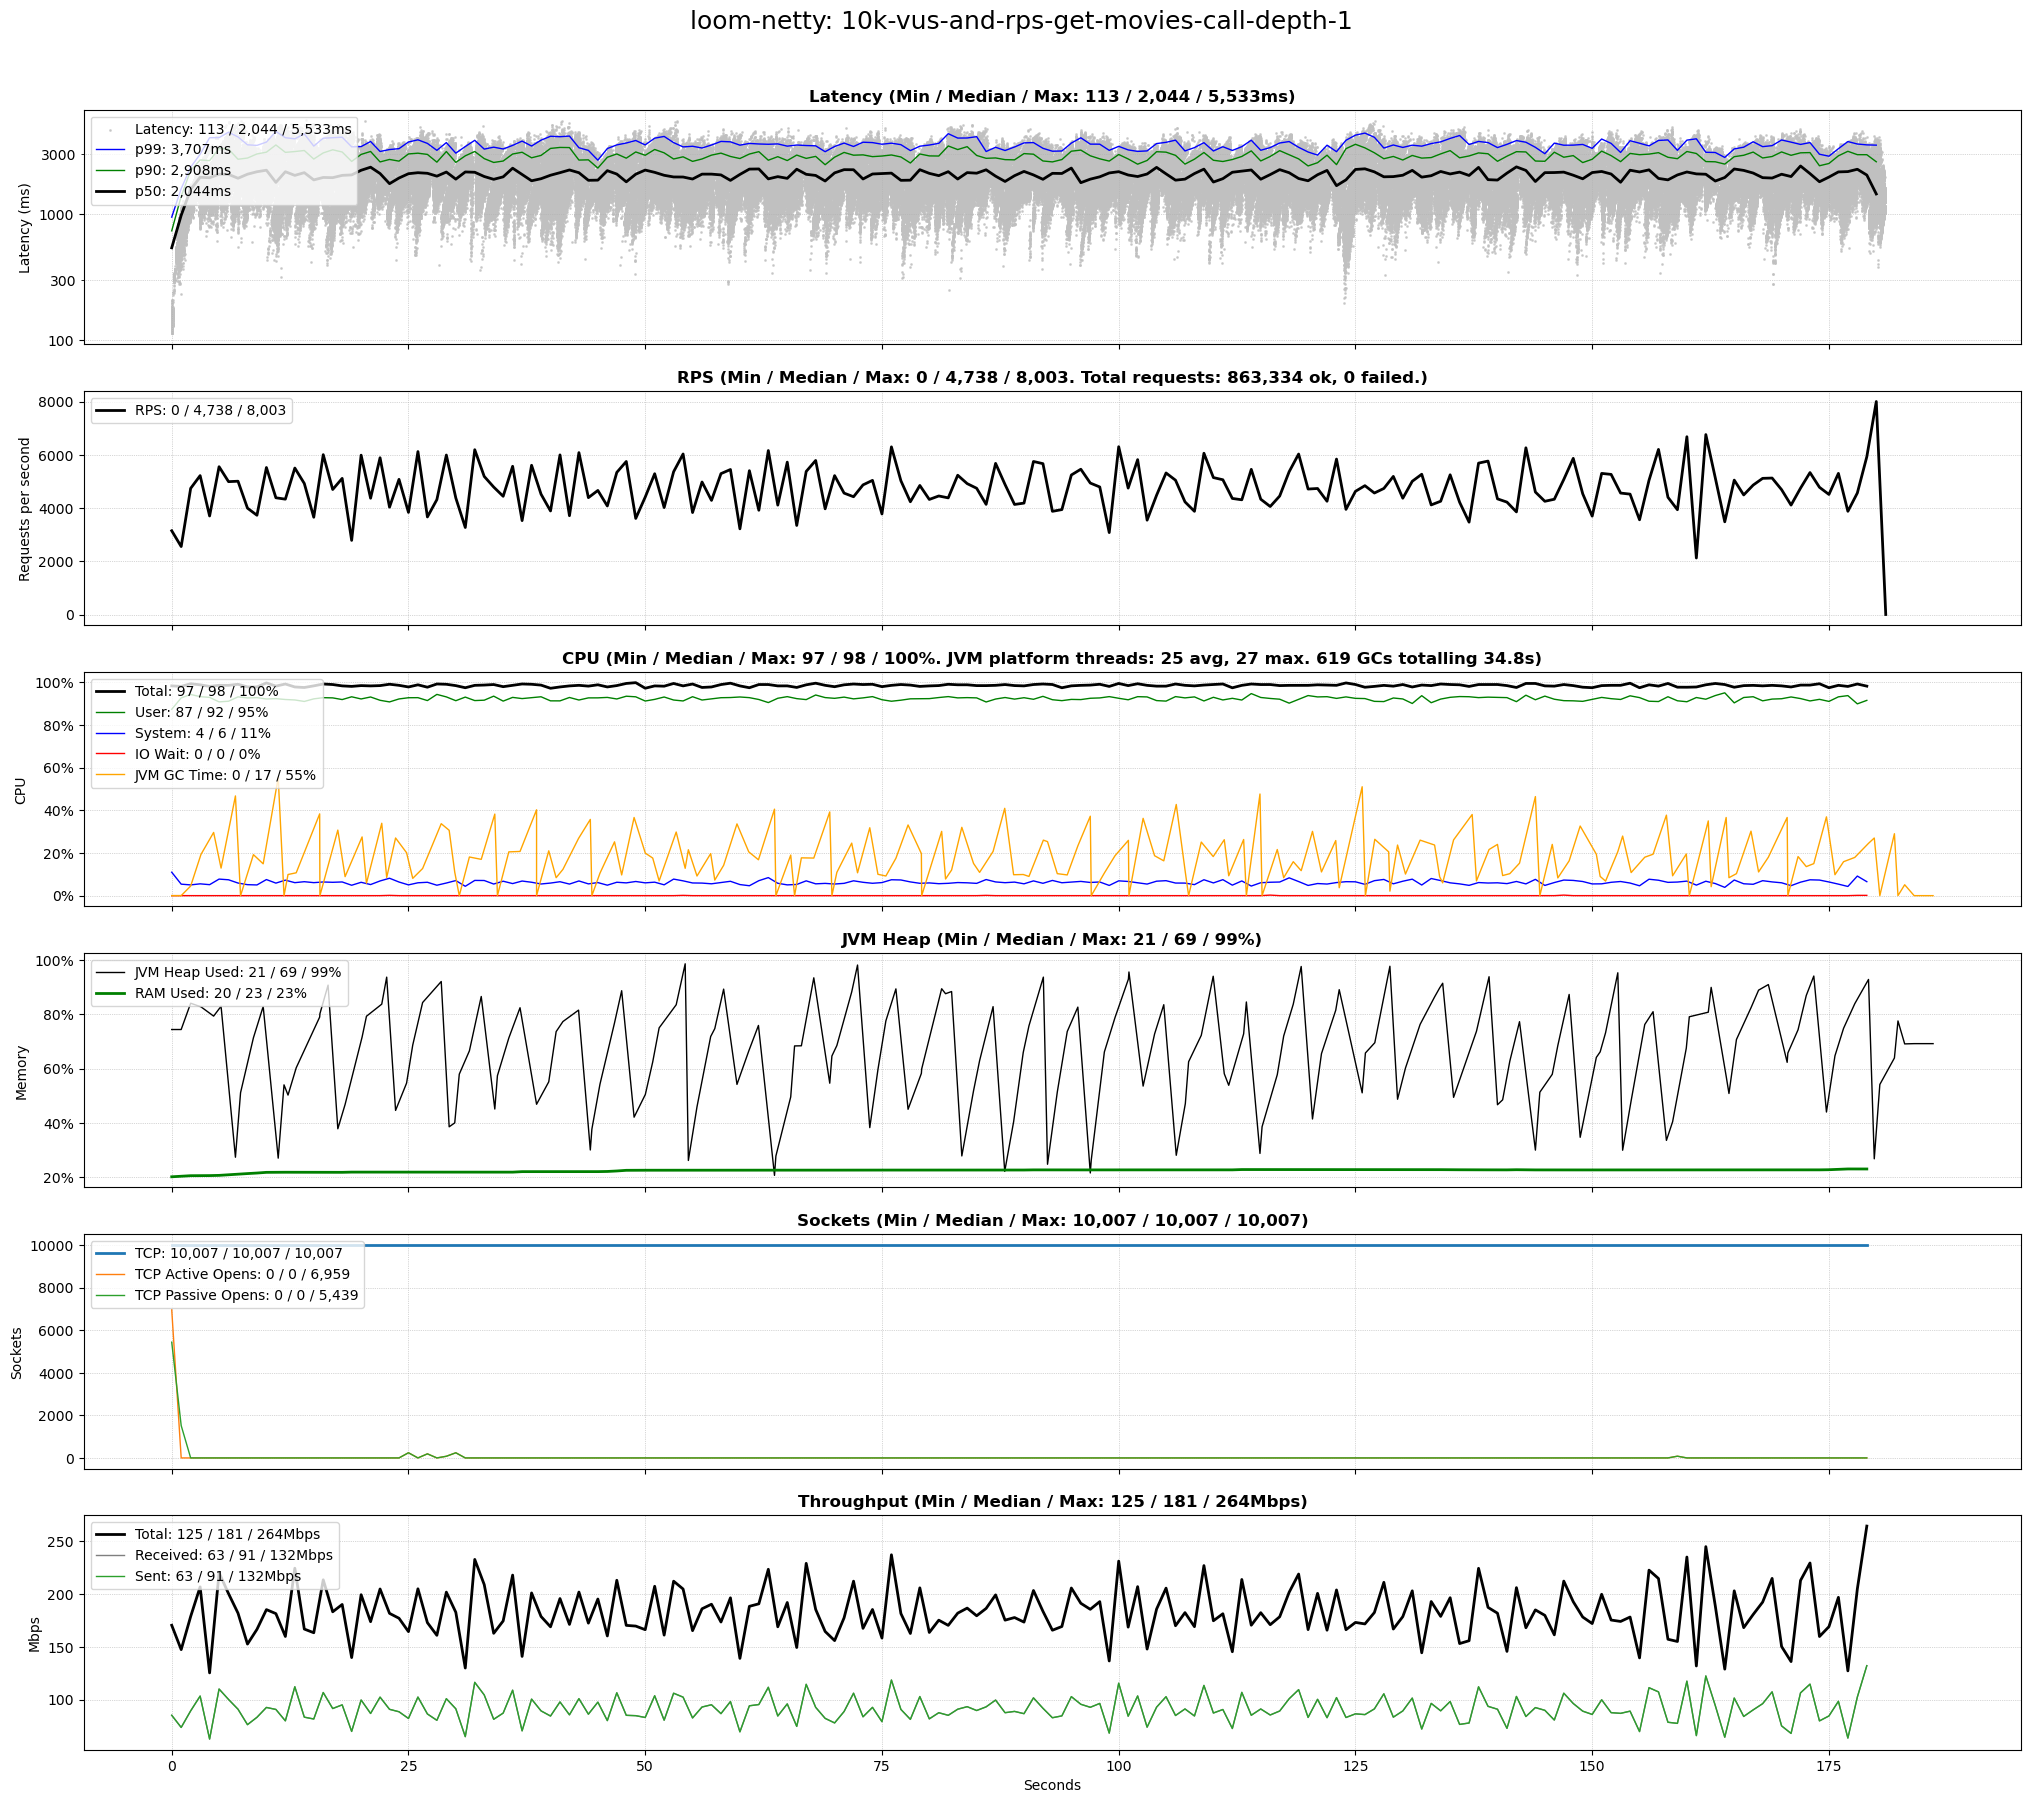 loom-netty: 10k-vus-and-rps-get-movies-call-depth-1
Latency (Min / Median / Max: 113 / 2,044 / 5,533ms)
Latency: 113 / 2,044 / 5,533ms
p99: 3,707ms
p90: 2,908ms
p50: 2,044ms
3000
1000
300
100
Latency (ms)
RPS (Min / Median / Max: 0 / 4,738 / 8,003. Total requests: 863,334 ok, 0 failed.)
RPS: 0 / 4,738 / 8,003
8000
6000
4000
2000
0
Requests per second
CPU (Min / Median / Max: 97 / 98 / 100%. JVM platform threads: 25 avg, 27 max. 619 GCs totalling 34.8s)
Total: 97 / 98 / 100%
User: 87 / 92 / 95%
System: 4 / 6 / 11%
IO Wait: 0 / 0 / 0%
JVM GC Time: 0 / 17 / 55%
100%
80%
60%
40%
20%
0%
CPU
JVM Heap (Min / Median / Max: 21 / 69 / 99%)
JVM Heap Used: 21 / 69 / 99%
RAM Used: 20 / 23 / 23%
100%
80%
60%
40%
20%
Memory
Sockets (Min / Median / Max: 10,007 / 10,007 / 10,007)
TCP: 10,007 / 10,007 / 10,007
TCP Active Opens: 0 / 0 / 6,959
TCP Passive Opens: 0 / 0 / 5,439
10000
8000
6000
4000
2000
0
Sockets
Throughput (Min / Median / Max: 125 / 181 / 264Mbps)
Total: 125 / 181 / 264Mbps
Received: 63 / 91 / 132Mbps
Sent: 63 / 91 / 132Mbps
250
200
150
100
Mbps
0 25 50 75 100 125 150 175
Seconds